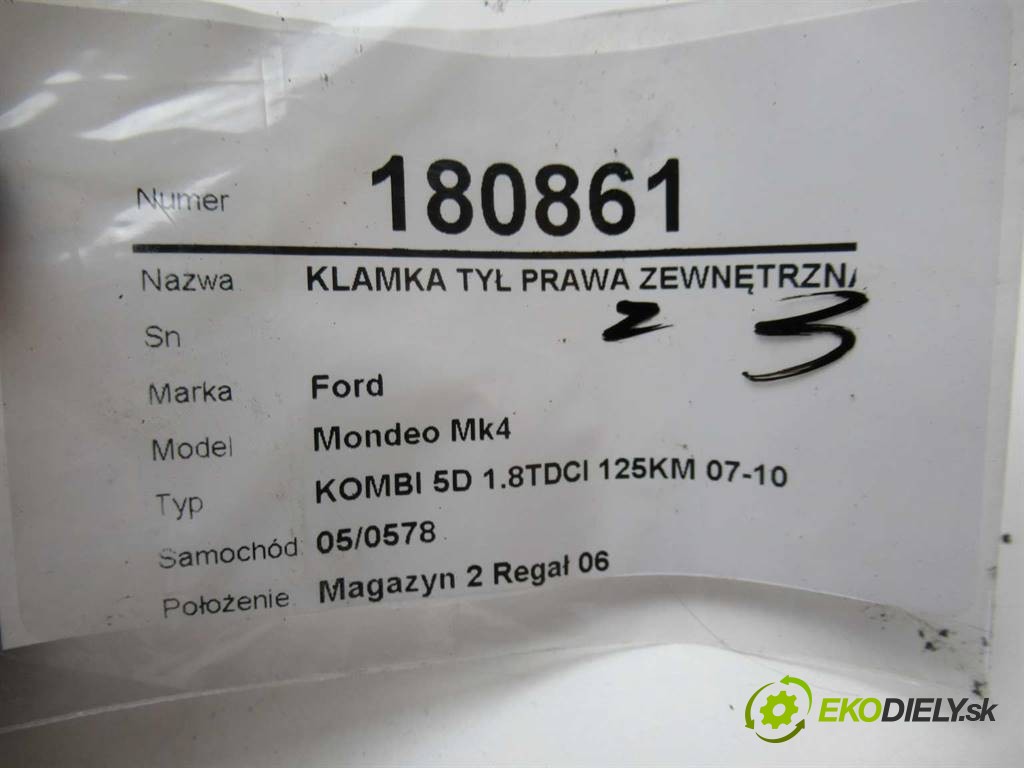 Numer 180861
Nazwa KLAMKA TYŁ PRAWA ZEWNĘTRZNA
Sn 2 3
Marka Ford
Model Mondeo Mk4
Typ KOMBI 5D 1.8TDCI 125KM 07-10
Samochód: 05/0578
Położenie Magazyn 2 Regał 06
EKODIELY.sk